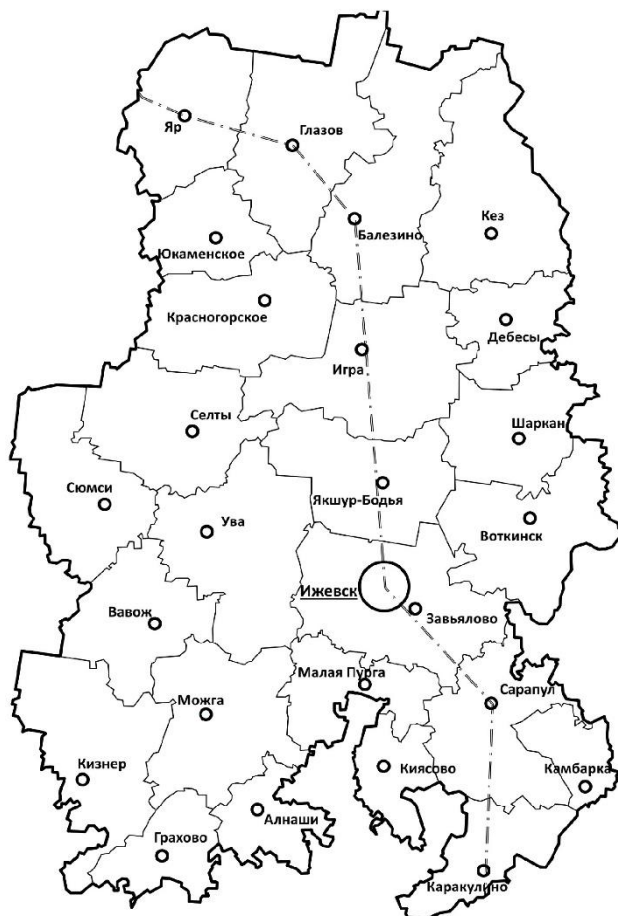 Яр
Глазов
Балезино
Кез
Юкаменское
Красногорское
Дебесы
Игра
Селты
Шаркан
Сюмси
Якшур-Бодья
Ува
Воткинск
Ижевск
Завьялово
Вавож
Малая Пурга
Можга
Сарапул
Кизнер
Киясово
Камбарка
Алнаши
Грахово
Каракулино